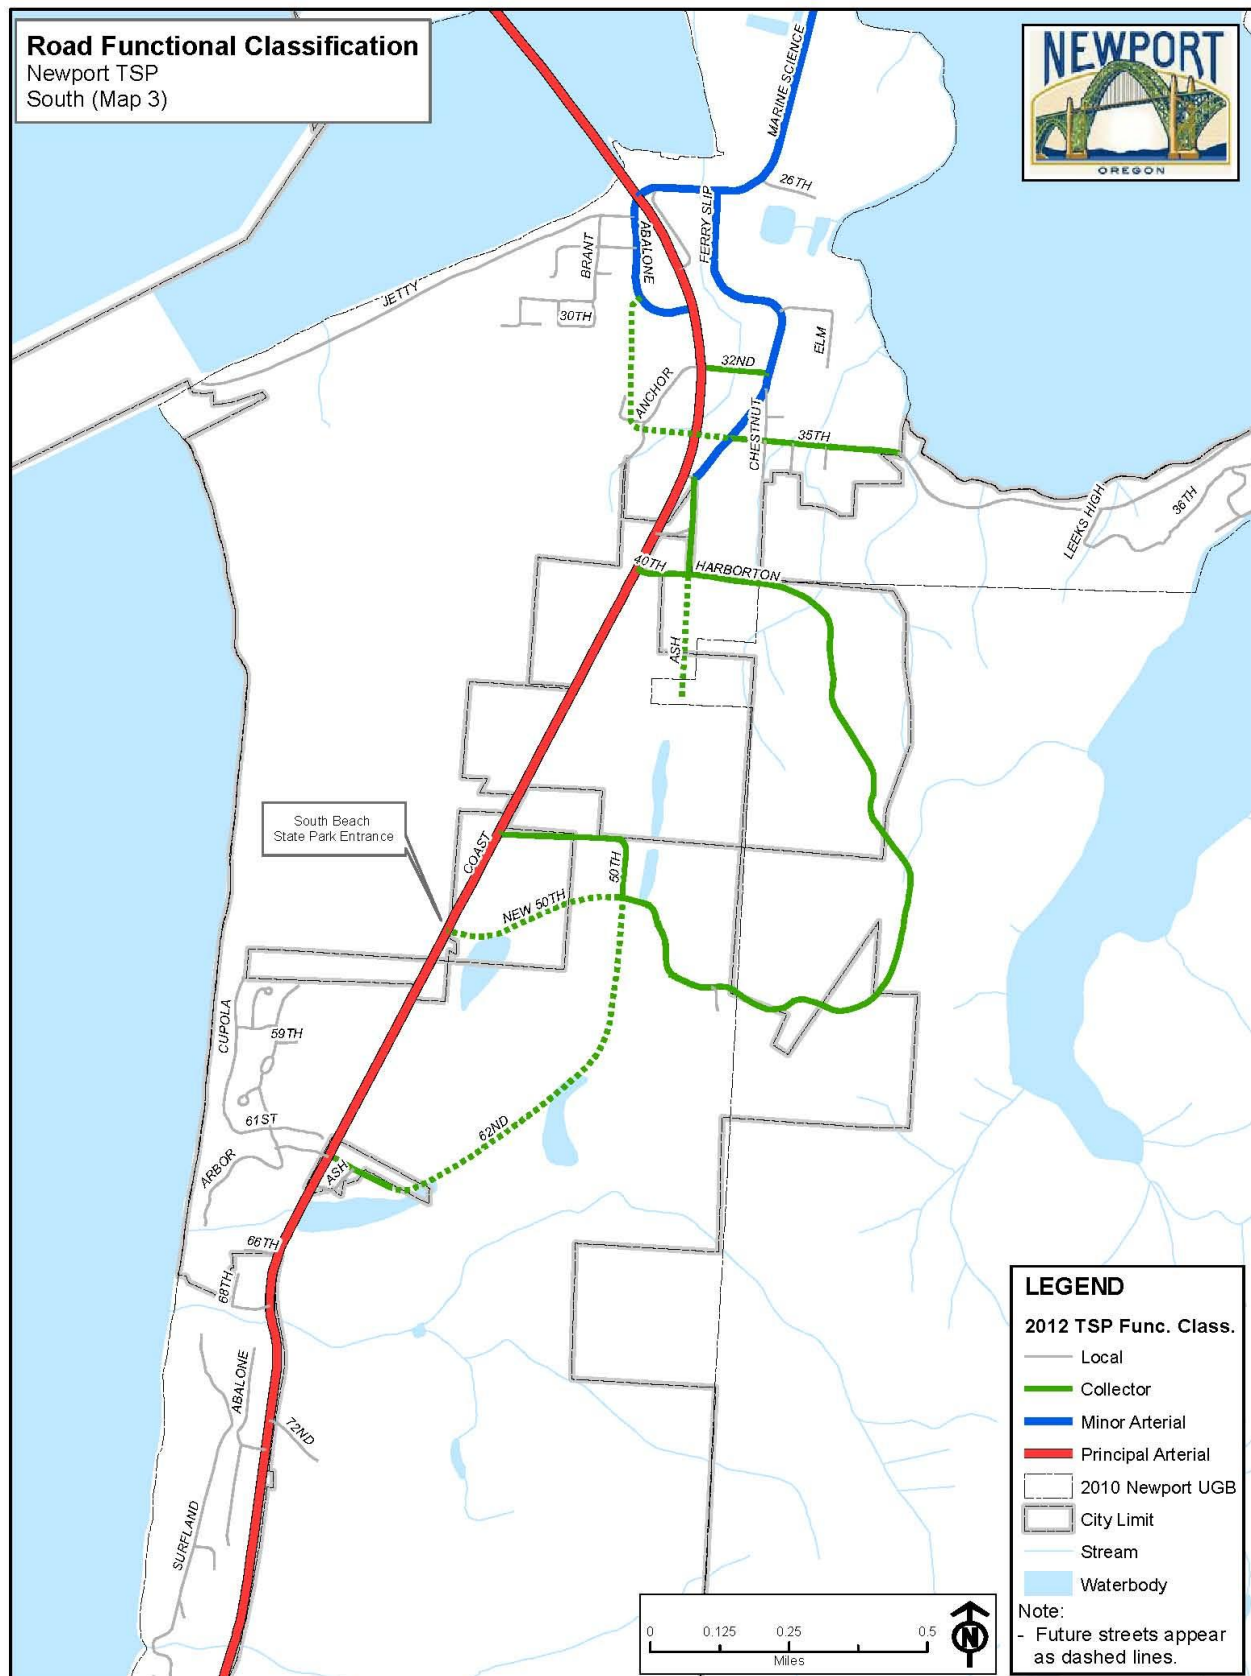 Road Functional Classification
Newport TSP
South (Map 3)
NEWPORT
OREGON
MARINE SCIENCE
26TH
FERRY SLIP
ABALONE
BRANT
JETTY
30TH
ELM
32ND
ANCHOR
CHESTNUT
35TH
LEEKS HIGH
36TH
40TH
HARBORTON
ASH
South Beach
State Park Entrance
COAST
50TH
NEW 50TH
CUPOLA
59TH
61ST
62ND
ARBOR
ASH
66TH
68TH
ABALONE
72ND
SURFLAND
LEGEND
2012 TSP Func. Class.
Local
Collector
Minor Arterial
Principal Arterial
2010 Newport UGB
City Limit
Stream
Waterbody
Note:
- Future streets appear
as dashed lines.
0 0.125 0.25 0.5
Miles
N